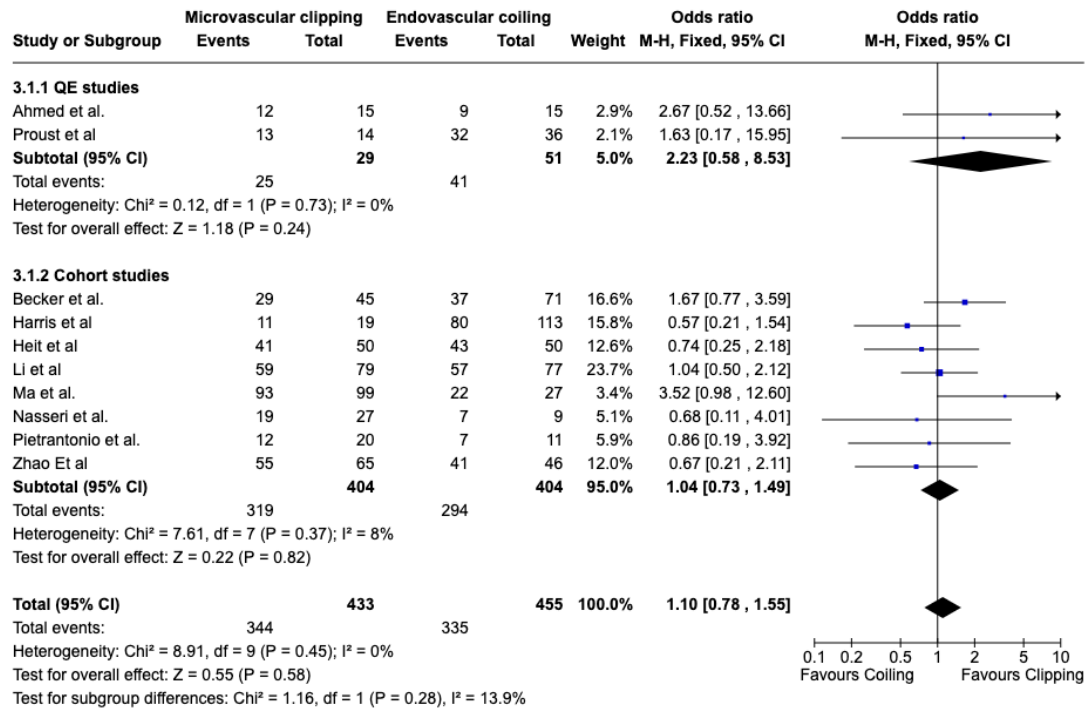 Microvascular clipping Endovascular coiling Odds ratio Odds ratio
Study or Subgroup Events Total Events Total Weight M-H, Fixed, 95% CI M-H, Fixed, 95% CI
3.1.1 QE studies
Ahmed et al. 12 15 9 15 2.9% 2.67 [0.52 , 13.66]
Proust et al 13 14 32 36 2.1% 1.63 [0.17 , 15.95]
Subtotal (95% CI) 29 51 5.0% 2.23 [0.58 , 8.53]
Total events: 25 41
Heterogeneity: Chi² = 0.12, df = 1 (P = 0.73); I² = 0%
Test for overall effect: Z = 1.18 (P = 0.24)
3.1.2 Cohort studies
Becker et al. 29 45 37 71 16.6% 1.67 [0.77 , 3.59]
Harris et al 11 19 80 113 15.8% 0.57 [0.21 , 1.54]
Heit et al 41 50 43 50 12.6% 0.74 [0.25 , 2.18]
Li et al 59 79 57 77 23.7% 1.04 [0.50 , 2.12]
Ma et al. 93 99 22 27 3.4% 3.52 [0.98 , 12.60]
Nasseri et al. 19 27 7 9 5.1% 0.68 [0.11 , 4.01]
Pietrantonio et al. 12 20 7 11 5.9% 0.86 [0.19 , 3.92]
Zhao Et al 55 65 41 46 12.0% 0.67 [0.21 , 2.11]
Subtotal (95% CI) 404 404 95.0% 1.04 [0.73 , 1.49]
Total events: 319 294
Heterogeneity: Chi² = 7.61, df = 7 (P = 0.37); I² = 8%
Test for overall effect: Z = 0.22 (P = 0.82)
Total (95% CI) 433 455 100.0% 1.10 [0.78 , 1.55]
Total events: 344 335
Heterogeneity: Chi² = 8.91, df = 9 (P = 0.45); I² = 0%
Test for overall effect: Z = 0.55 (P = 0.58)
Test for subgroup differences: Chi² = 1.16, df = 1 (P = 0.28), I² = 13.9%
0.1 0.2 0.5 1 2 5 10
Favours Coiling Favours Clipping